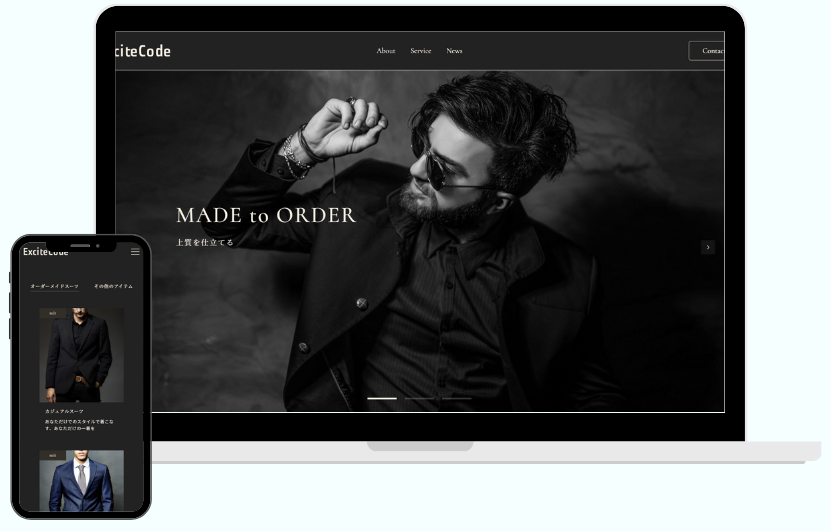 citeCode
About Service News
Contac
MADE to ORDER
上質を仕立てる
ExciteCode
オーダーメイドスーツ その他のアイテム
カジュアルスーツ
あなただけでのスタイルで着こな
す、あなただけの一着を